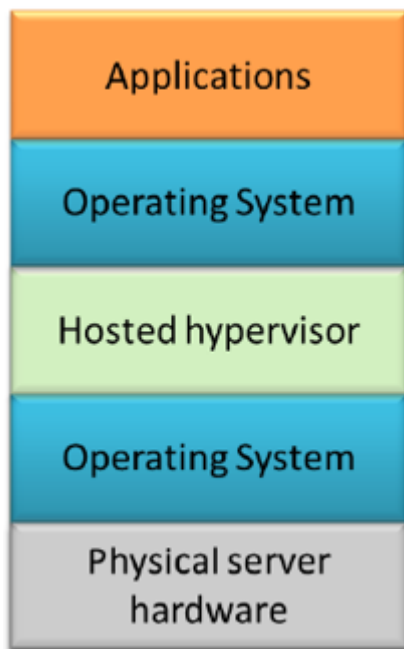 Applications
Operating System
Hosted hypervisor
Operating System
Physical server
hardware